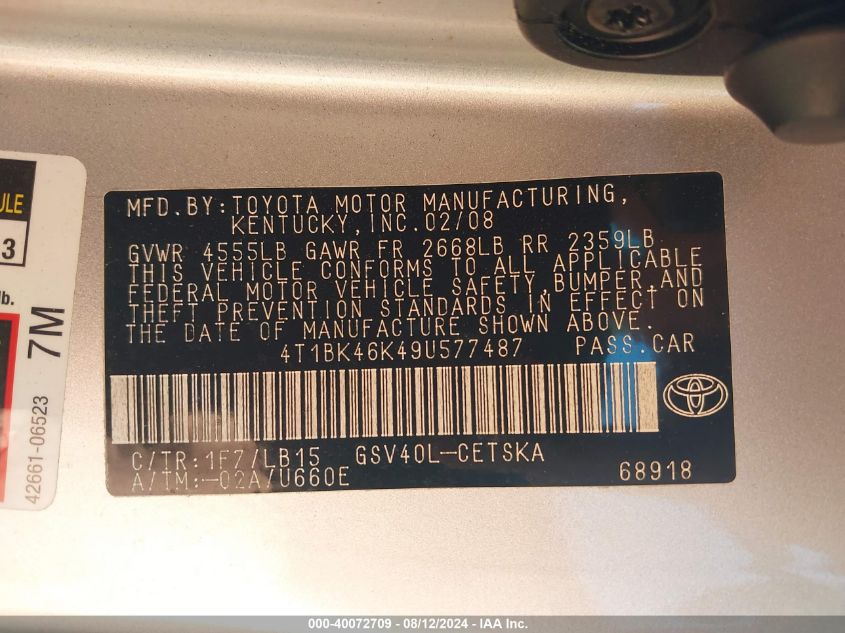 ULE
3
lb.
7M
42661-06523
MFD.BY:TOYOTA MOTOR MANUFACTURING,
KENTUCKY,INC.02/08
GVWR 4555LB GAWR FR 2668LB RR 2359LB
THIS VEHICLE CONFORMS TO ALL APPLICABLE
FEDERAL MOTOR VEHICLE SAFETY,BUMPER,AND
THEFT PREVENTION STANDARDS IN EFFECT ON
THE DATE OF MANUFACTURE SHOWN ABOVE.
4T1BK46K49U577487 PASS.CAR
C/TR:1F7/LB15 GSV40L-CETSKA
A/TM:-02A/U660E
68918
000-40072709 - 08/12/2024 - IAA Inc.